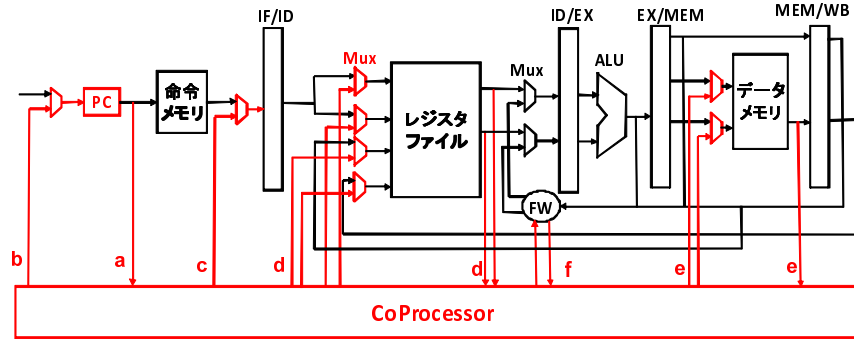 IF/ID
ID/EX
EX/MEM
MEM/WB
Mux
Mux
ALU
PC
命令
メモリ
レジスタ
ファイル
データ
メモリ
FW
b
a
c
d
d
f
e
e
CoProcessor